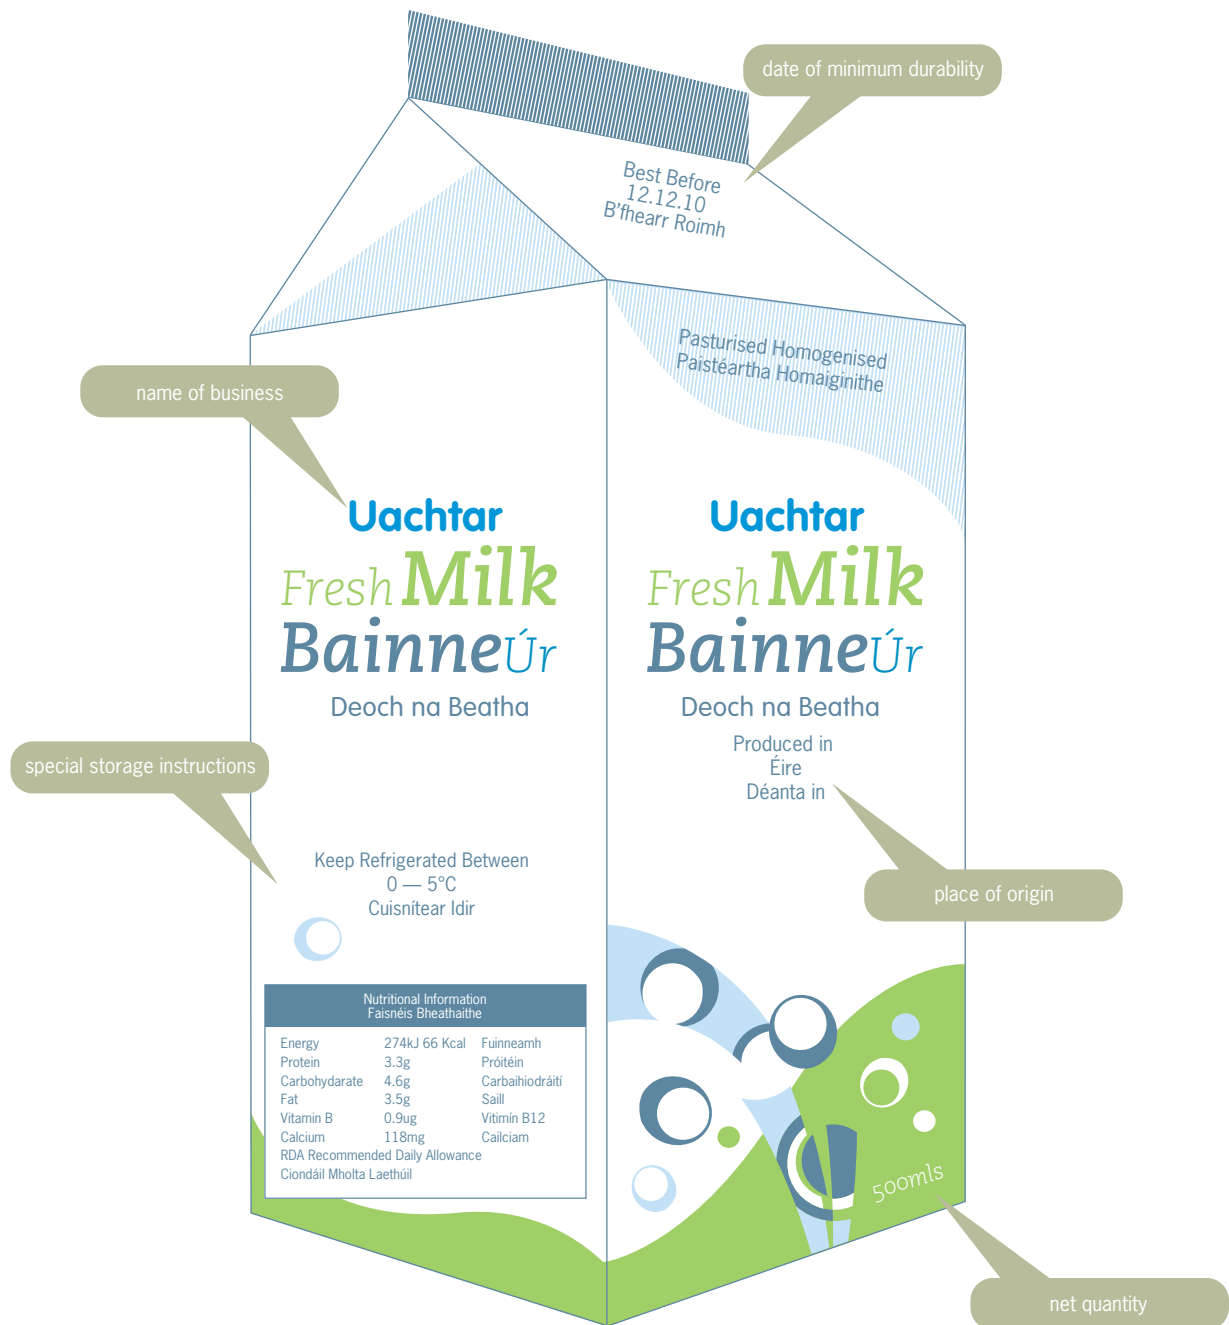 date of minimum durability
Best Before
12.12.10
B'fhearr Roimh
Pasturised Homogenised
Paistéartha Homaiginithe
name of business
Uachtar
Fresh Milk
Bainne Úr
Deoch na Beatha
special storage instructions
Keep Refrigerated Between
0 — 5°C
Cuisnítear Idir
Nutritional Information
Faisnéis Bheathaithe
Energy 274kJ 66 Kcal Fuinneamh
Protein 3.3g Próitéin
Carbohydarate 4.6g Carbaihiodráití
Fat 3.5g Saill
Vitamin B 0.9ug Vitimín B12
Calcium 118mg Cailciam
RDA Recommended Daily Allowance
Ciondáil Mholta Laethúil
Uachtar
Fresh Milk
Bainne Úr
Deoch na Beatha
Produced in
Éire
Déanta in
place of origin
500mls
net quantity